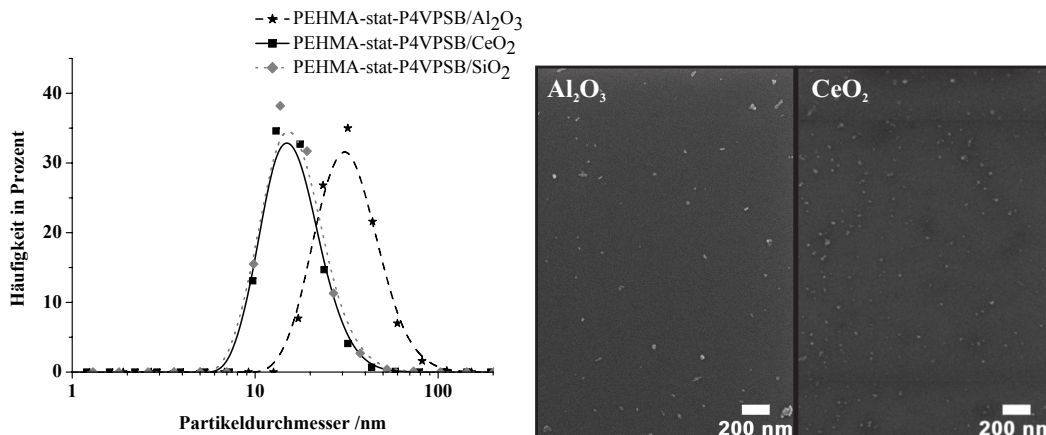 PEHMA-stat-P4VPSB/Al₂O₃
PEHMA-stat-P4VPSB/CeO₂
PEHMA-stat-P4VPSB/SiO₂
Häufigkeit in Prozent
40
30
20
10
0
1
10
100
Partikeldurchmesser /nm
Al₂O₃
CeO₂
200 nm
200 nm